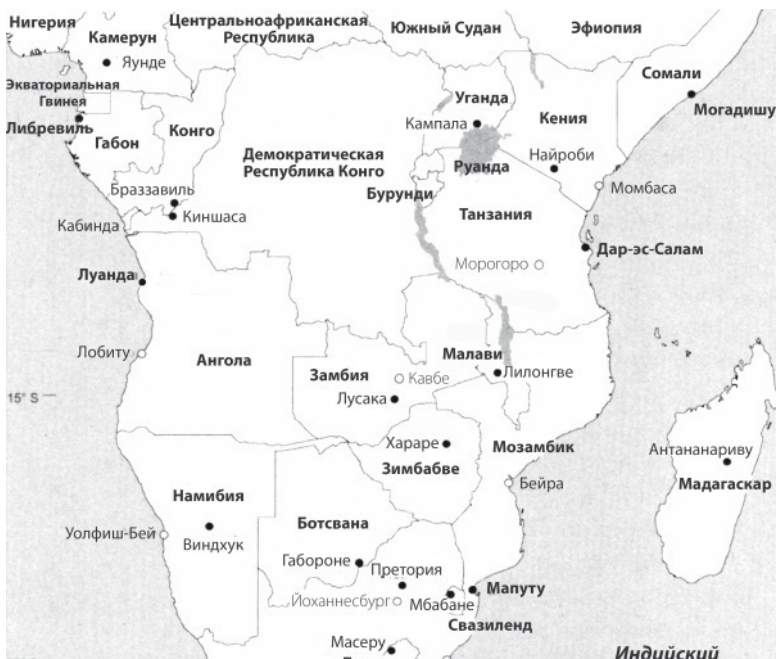 Нигерия
Камерун
Центральноафриканская
Республика
Южный Судан
Эфиопия
Яунде
Экваториальная
Гвинея
Либревиль
Габон
Конго
Демократическая
Республика Конго
Уганда
Кампала
Кения
Сомали
Могадишу
Руанда
Найроби
Бурунди
Момбаса
Браззавиль
Киншаса
Кабинда
Танзания
Дар-эс-Салам
Морогоро
Луанда
Лобиту
Ангола
Замбия
Кавбе
Малави
Лилонгве
15° S
Лусака
Хараре
Зимбабве
Мозамбик
Бейра
Антананариву
Мадагаскар
Намибия
Виндхук
Уолфиш-Бей
Ботсвана
Габороне
Претория
Йоханнесбург
Мбабане
Мапуту
Свазиленд
Масеру
Индийский